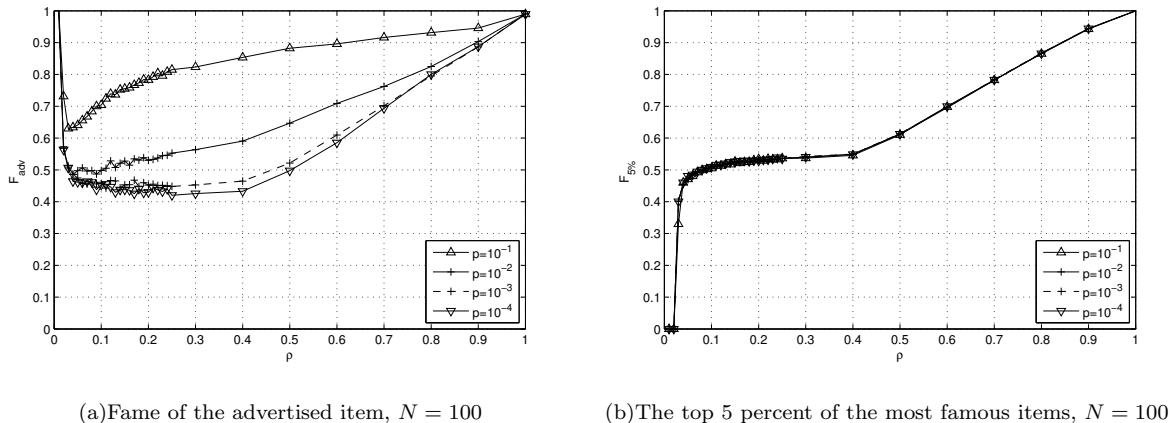 1
0.9
0.8
0.7
0.6
0.5
0.4
0.3
0.2
0.1
0
F_adv
0 0.1 0.2 0.3 0.4 0.5 0.6 0.7 0.8 0.9 1
ρ
p=10⁻¹
p=10⁻²
p=10⁻³
p=10⁻⁴
(a)Fame of the advertised item, N = 100
1
0.9
0.8
0.7
0.6
0.5
0.4
0.3
0.2
0.1
0
F_5%
0 0.1 0.2 0.3 0.4 0.5 0.6 0.7 0.8 0.9 1
ρ
p=10⁻¹
p=10⁻²
p=10⁻³
p=10⁻⁴
(b)The top 5 percent of the most famous items, N = 100